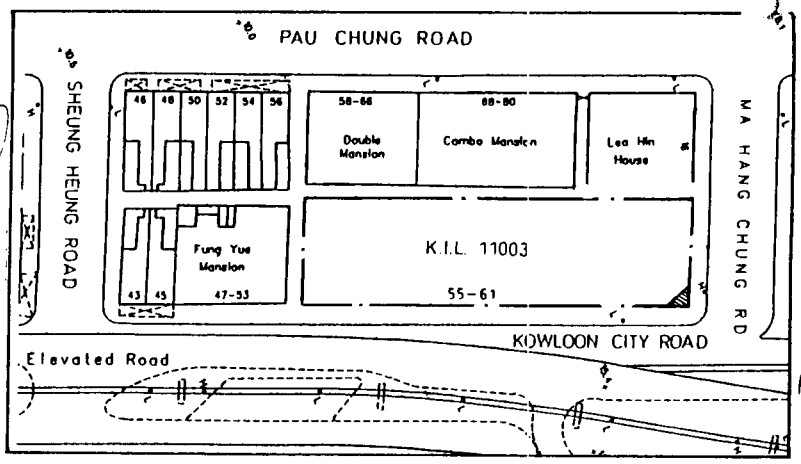 PAU CHUNG ROAD
SHEUNG HEUNG ROAD
46 48 50 52 54 56
58-66
68-80
Double
Mansion
Combo Mansion
Lea Hin
House
MA HANG CHUNG RD
Fung Yue
Mansion
43 45 47-53
K.I.L. 11003
55-61
KOWLOON CITY ROAD
Elevated Road